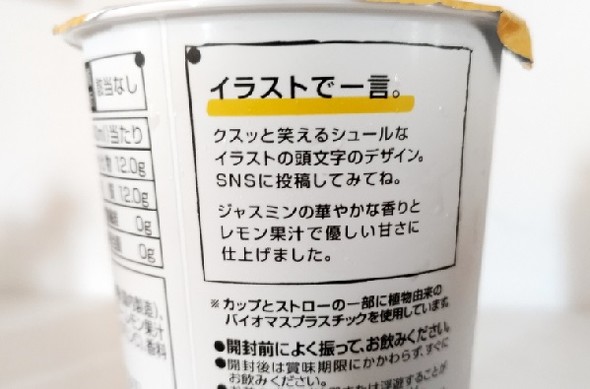 該当なし
当たり
12.0g
12.0g
0g
0g
イラストで一言。
クスッと笑えるシュールな
イラストの頭文字のデザイン。
SNSに投稿してみてね。
ジャスミンの華やかな香りと
レモン果汁で優しい甘さに
仕上げました。
※カップとストローの一部に植物由来の
バイオマスプラスチックを使用しています。
●開封前によく振って、お飲みください。
●開封後は賞味期限にかかわらず、すぐに
お飲みください。